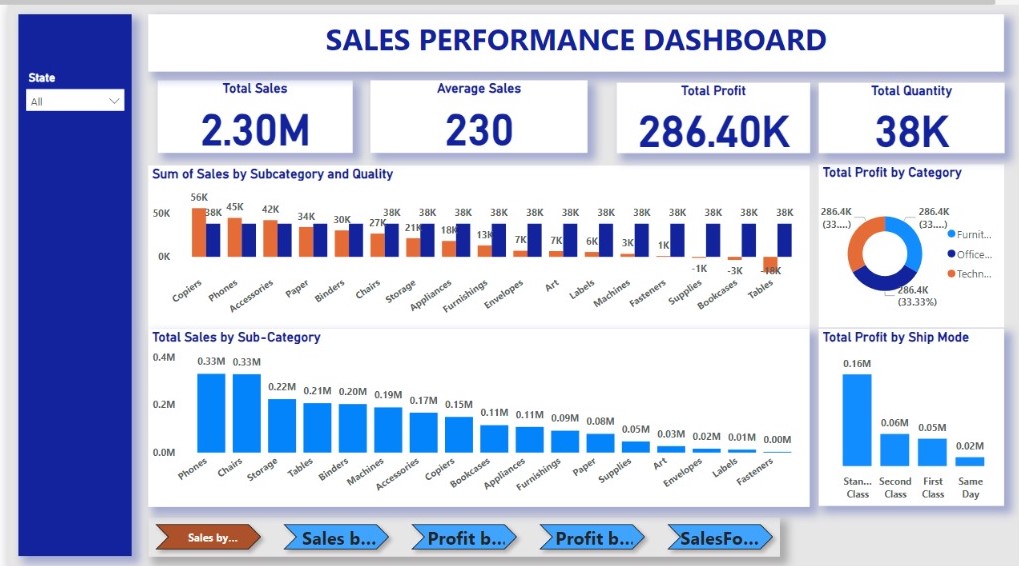 SALES PERFORMANCE DASHBOARD
State
All
Total Sales
2.30M
Average Sales
230
Total Profit
286.40K
Total Quantity
38K
Sum of Sales by Subcategory and Quality
50K
0K
56K
38K
45K
42K
34K
30K
27K
38K
21K
38K
18K
38K
13K
38K
7K
38K
7K
38K
6K
38K
3K
38K
1K
38K
-1K
38K
-3K
38K
-18K
38K
Copiers
Phones
Accessories
Paper
Binders
Chairs
Storage
Appliances
Furnishings
Envelopes
Art
Labels
Machines
Fasteners
Supplies
Bookcases
Tables
Total Profit by Category
286.4K
(33....)
286.4K
(33....)
286.4K
(33.33%)
Furnit...
Office...
Techn...
Total Sales by Sub-Category
0.4M
0.2M
0.0M
0.33M
0.33M
0.22M
0.21M
0.20M
0.19M
0.17M
0.15M
0.11M
0.11M
0.09M
0.08M
0.05M
0.03M
0.02M
0.01M
0.00M
Phones
Chairs
Storage
Tables
Binders
Machines
Accessories
Copiers
Bookcases
Appliances
Furnishings
Paper
Supplies
Art
Envelopes
Labels
Fasteners
Total Profit by Ship Mode
0.16M
0.06M
0.05M
0.02M
Stan...
Class
Second
Class
First
Class
Same
Day
Sales by...
Sales b...
Profit b...
Profit b...
SalesFo...